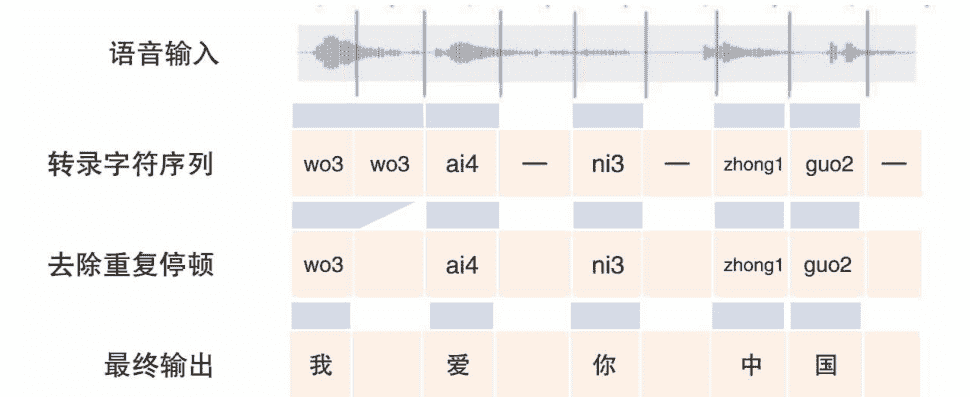 语音输入
转录字符序列 wo3 wo3 ai4 — ni3 — zhong1 guo2 —
去除重复停顿 wo3 ai4 ni3 zhong1 guo2
最终输出 我 爱 你 中 国